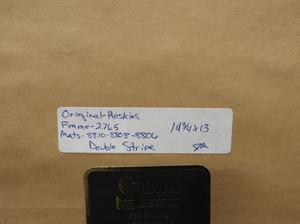 Original-Hoskins
Frame-2765
Mats-8810-8808-8806
Double Stripe
14¾x13